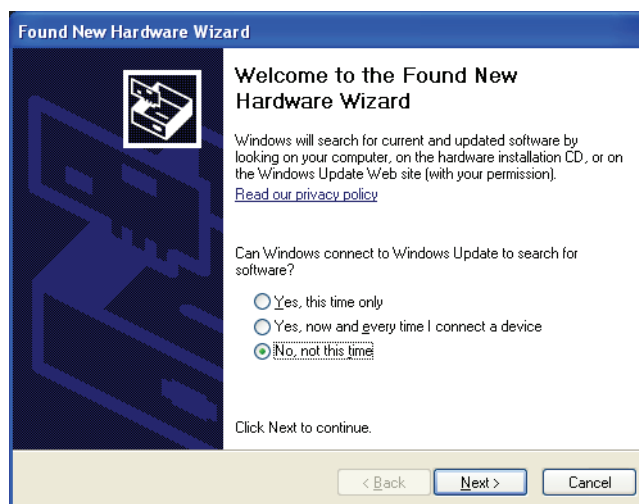 Found New Hardware Wizard
Welcome to the Found New
Hardware Wizard
Windows will search for current and updated software by
looking on your computer, on the hardware installation CD, or on
the Windows Update Web site (with your permission).
Read our privacy policy
Can Windows connect to Windows Update to search for
software?
Yes, this time only
Yes, now and every time I connect a device
No, not this time
Click Next to continue.
< Back Next > Cancel